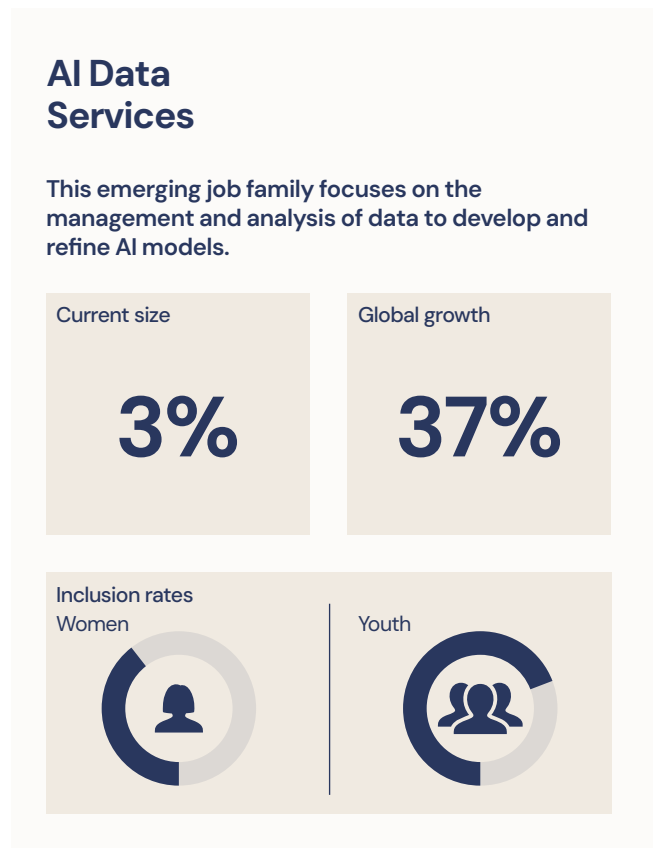 AI Data
Services
This emerging job family focuses on the
management and analysis of data to develop and
refine AI models.
Current size
3%
Global growth
37%
Inclusion rates
Women
Youth